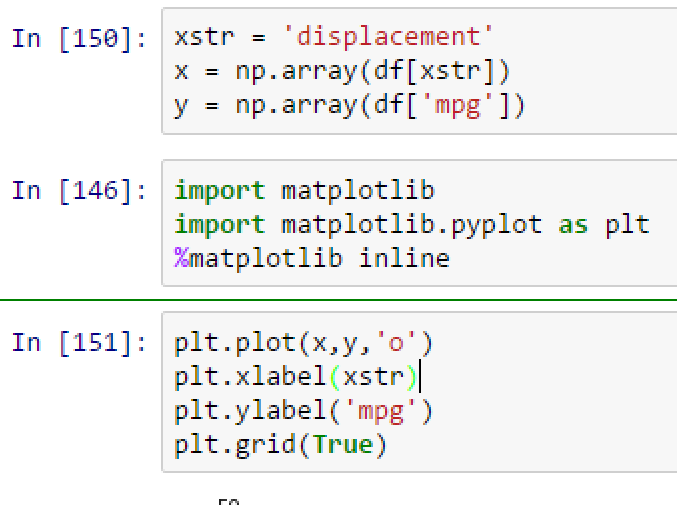 In [150]: xstr = 'displacement'
x = np.array(df[xstr])
y = np.array(df['mpg'])
In [146]: import matplotlib
import matplotlib.pyplot as plt
%matplotlib inline
In [151]: plt.plot(x,y,'o')
plt.xlabel(xstr)
plt.ylabel('mpg')
plt.grid(True)